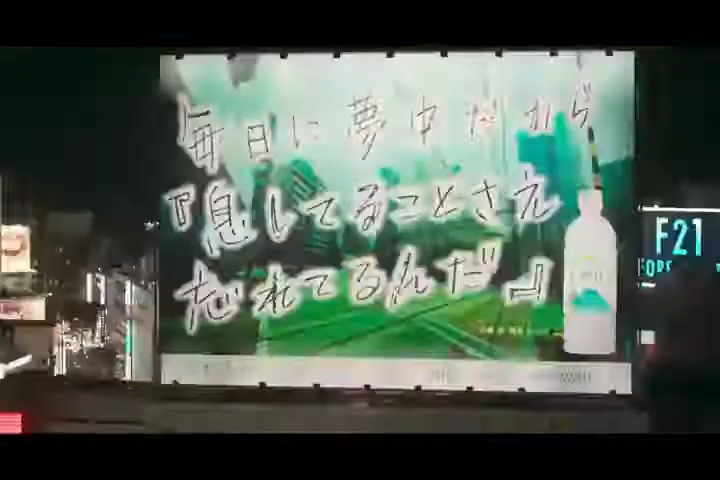 毎日に夢中だから
『息してることさえ
忘れてるんだ』
F21